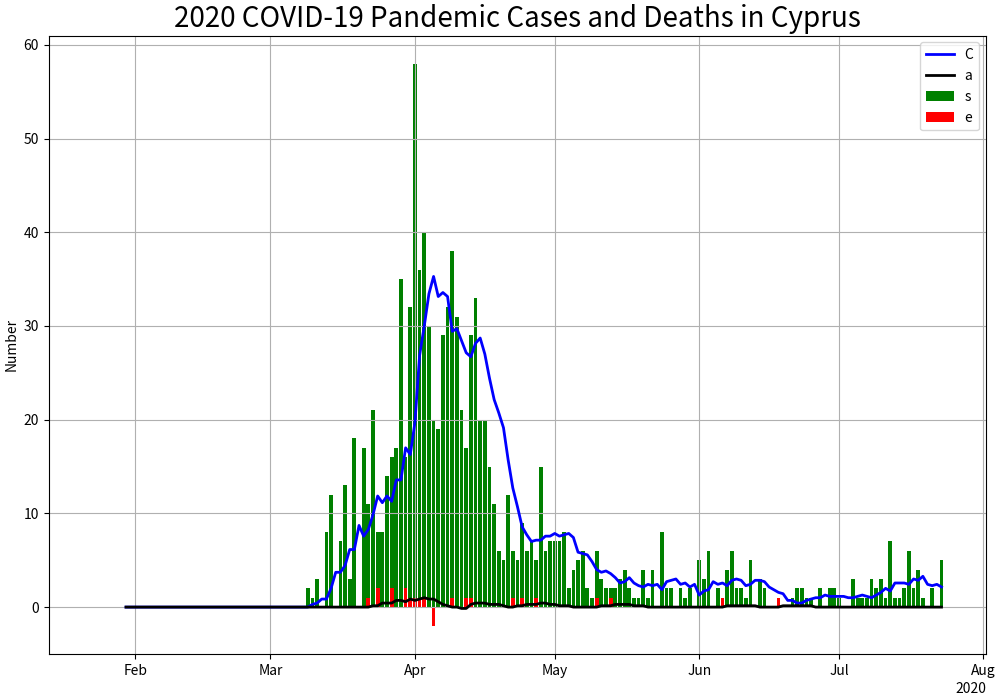 2020 COVID-19 Pandemic Cases and Deaths in Cyprus
60
50
40
30
20
10
0
Number
C
a
s
e
Feb
Mar
Apr
May
Jun
Jul
Aug
2020